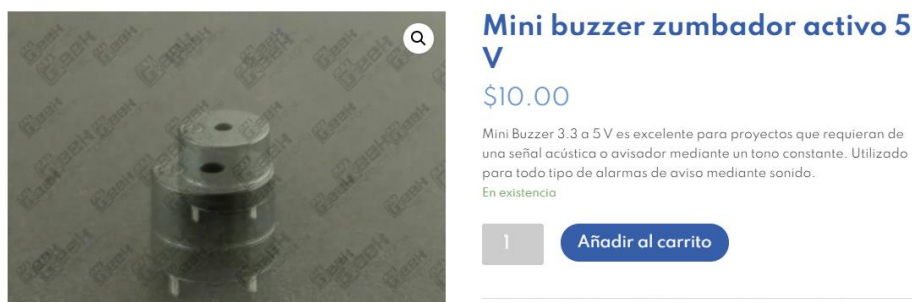 Mini buzzer zumbador activo 5
V
$10.00
Mini Buzzer 3.3 a 5 V es excelente para proyectos que requieran de
una señal acústica o avisador mediante un tono constante. Utilizado
para todo tipo de alarmas de aviso mediante sonido.
En existencia
1
Añadir al carrito